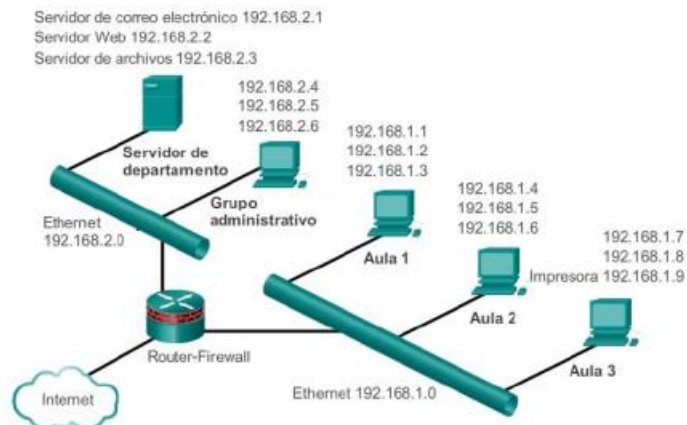 Servidor de correo electrónico 192.168.2.1
Servidor Web 192.168.2.2
Servidor de archivos 192.168.2.3
192.168.2.4
192.168.2.5
192.168.2.6
Servidor de
departamento
Grupo
administrativo
Ethernet
192.168.2.0
192.168.1.1
192.168.1.2
192.168.1.3
Aula 1
192.168.1.4
192.168.1.5
192.168.1.6
Aula 2
192.168.1.7
192.168.1.8
Impresora 192.168.1.9
Aula 3
Router-Firewall
Internet
Ethernet 192.168.1.0